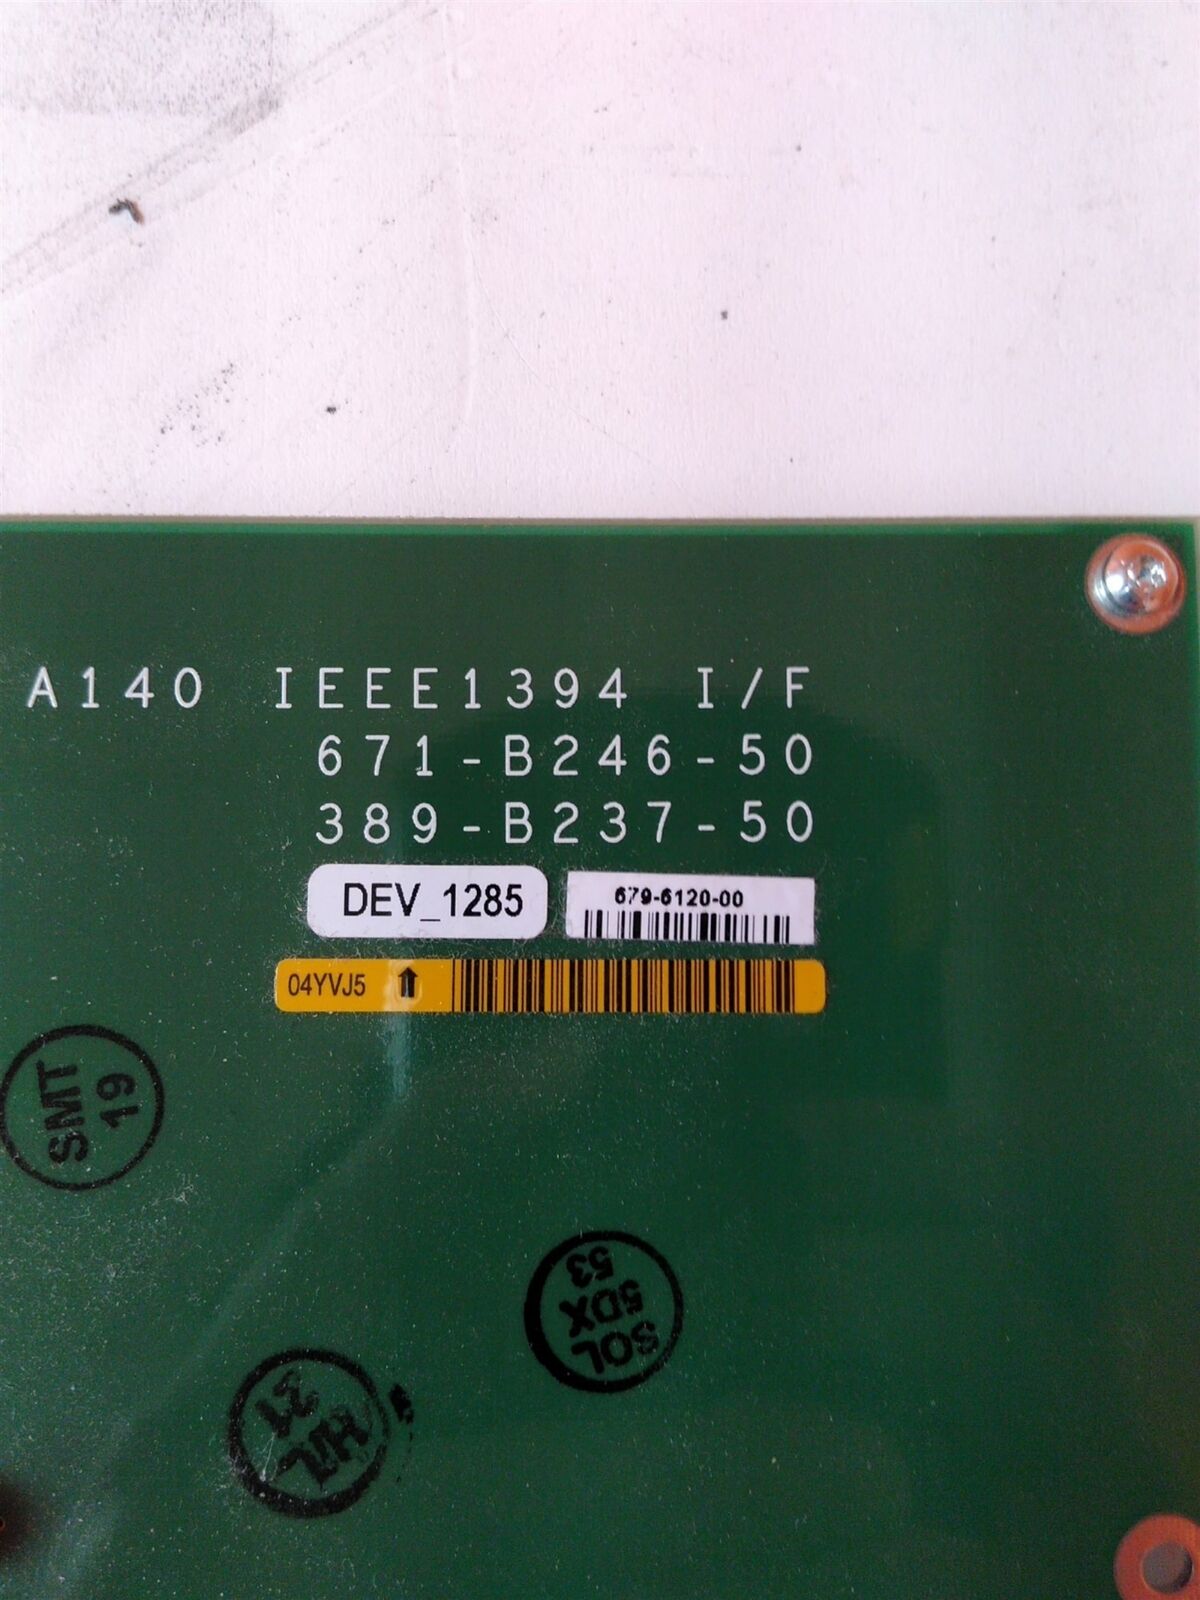 A140 IEEE1394 I/F
671-B246-50
389-B237-50
DEV_1285
679-6120-00
04YVJ5
SMT
19
SOL
5DX
53
31